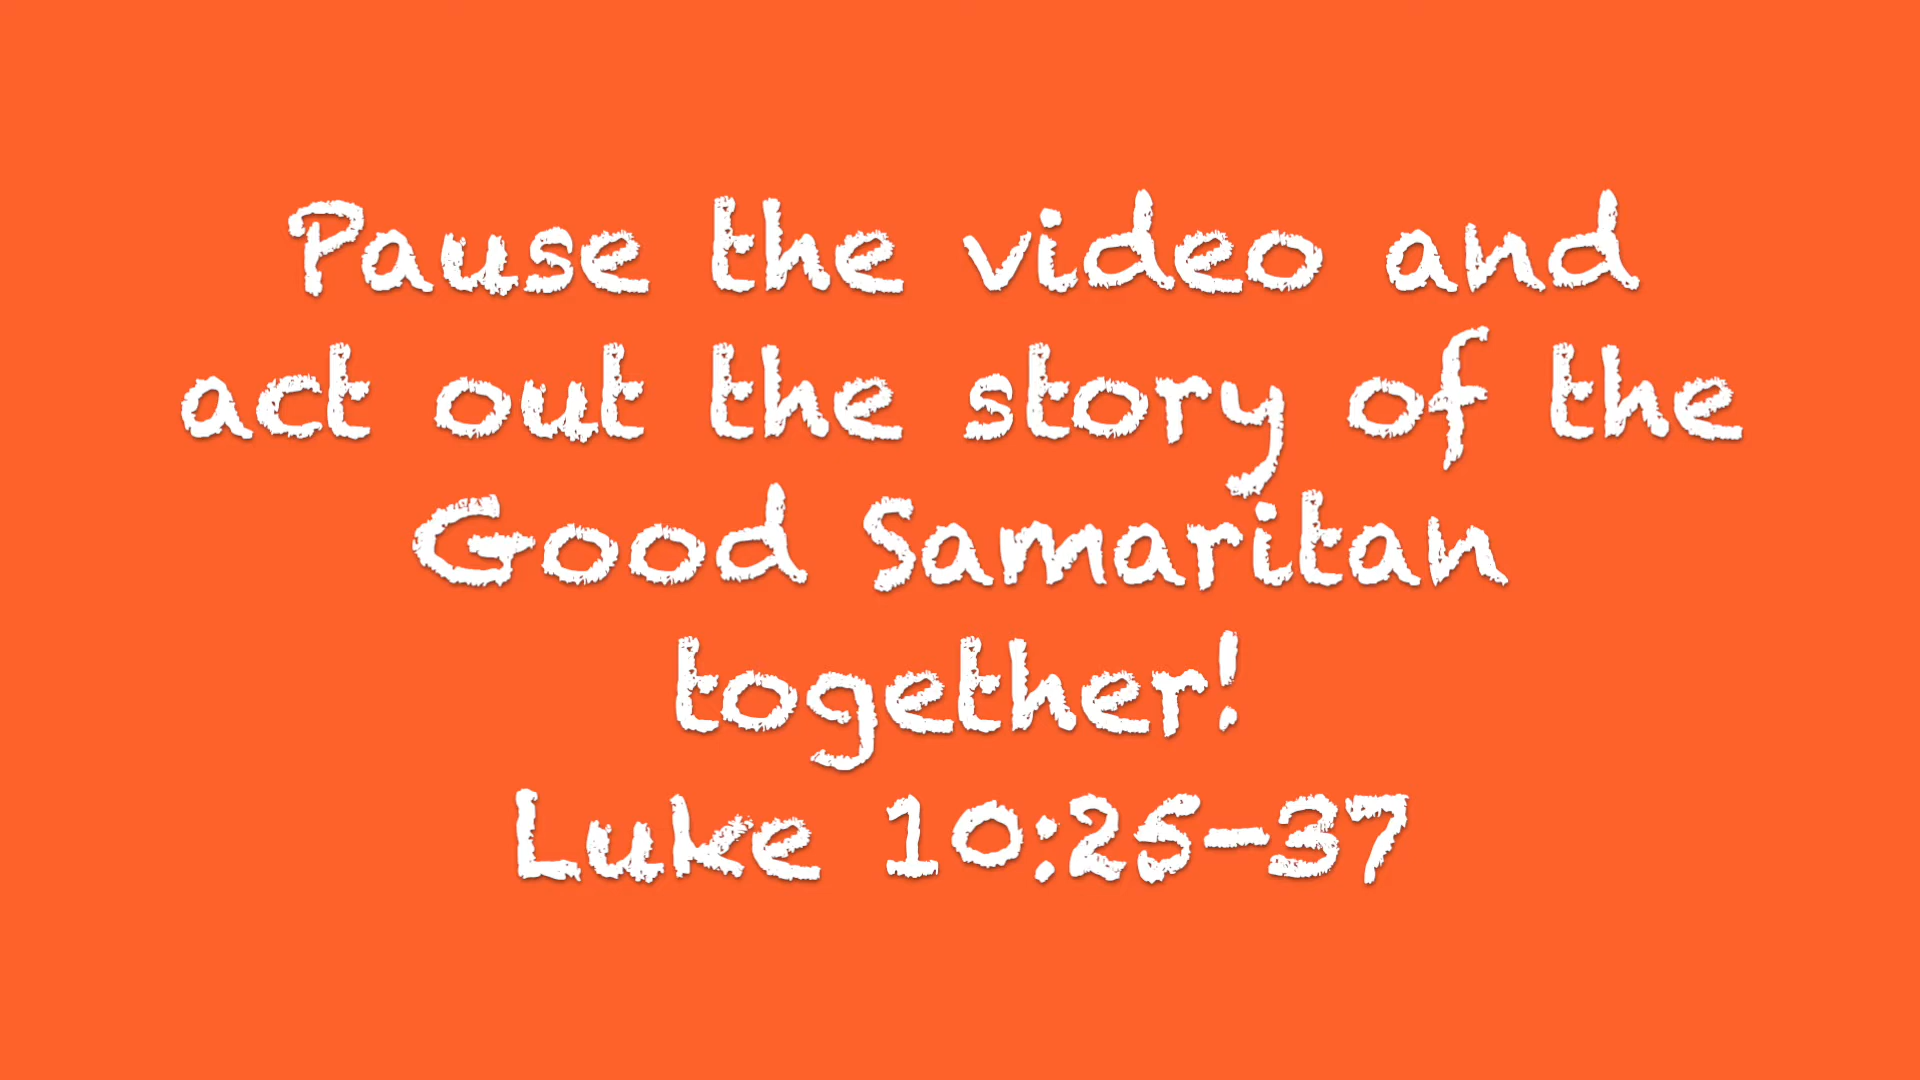 Pause the video and
act out the story of the
Good Samaritan
together!
Luke 10:25-37